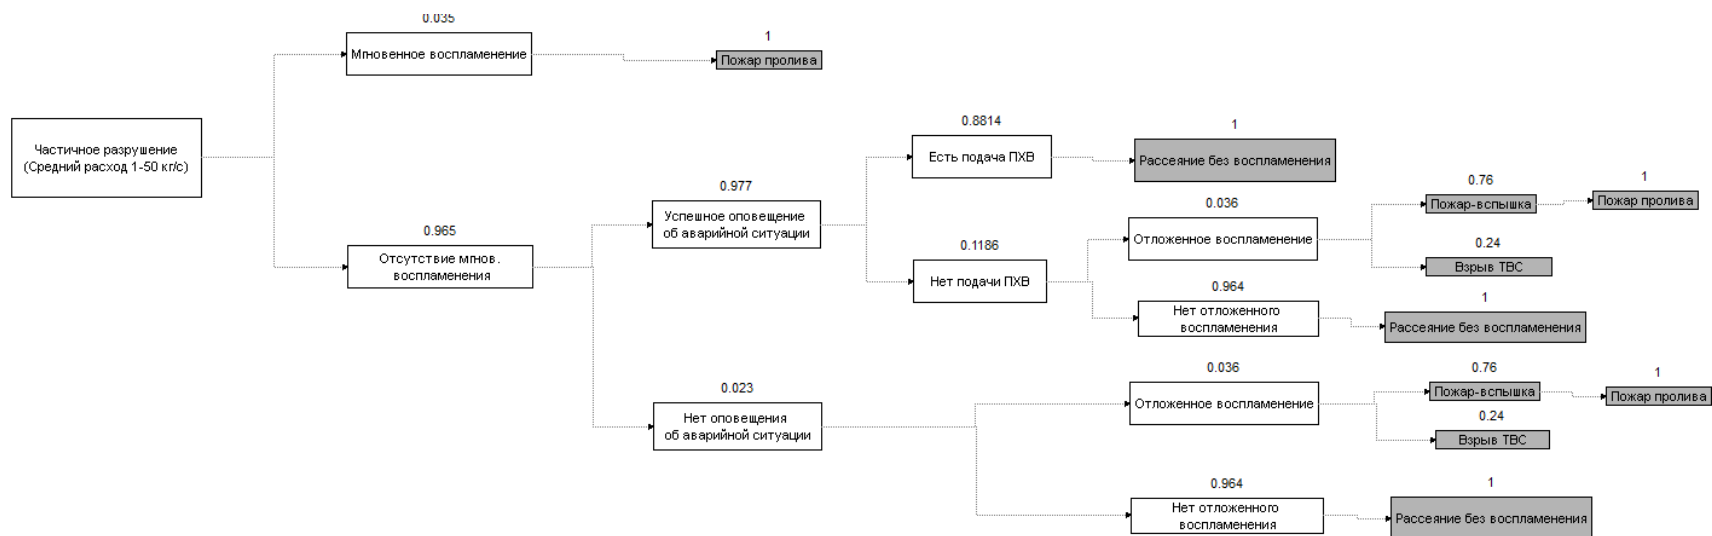 0.035
Мгновенное воспламенение
1
Пожар пролива
Частичное разрушение
(Средний расход 1-50 кг/с)
0.965
Отсутствие мгнов.
воспламенения
0.977
Успешное оповещение
об аварийной ситуации
0.8814
Есть подача ПХВ
1
Рассеяние без воспламенения
0.1186
Нет подачи ПХВ
0.036
Отложенное воспламенение
0.76
Пожар-вспышка
1
Пожар пролива
0.24
Взрыв ТВС
0.964
Нет отложенного
воспламенения
1
Рассеяние без воспламенения
0.023
Нет оповещения
об аварийной ситуации
0.036
Отложенное воспламенение
0.76
Пожар-вспышка
1
Пожар пролива
0.24
Взрыв ТВС
0.964
Нет отложенного
воспламенения
1
Рассеяние без воспламенения